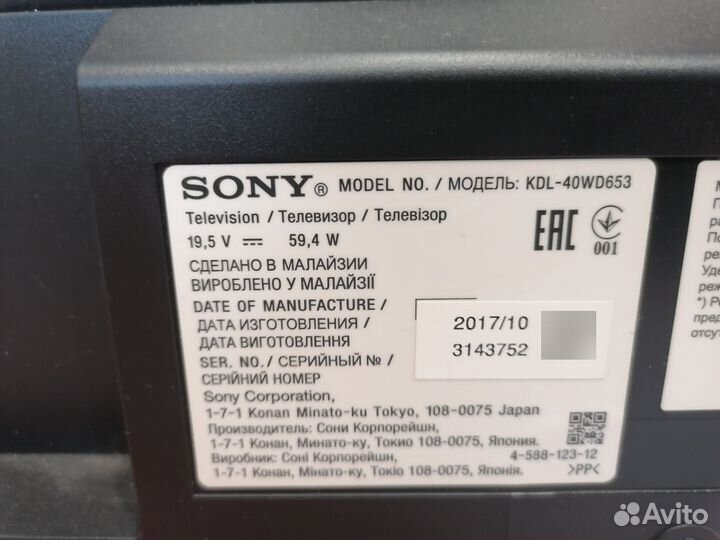 SONY® MODEL NO. / МОДЕЛЬ: KDL-40WD653
Television / Телевизор / Телевізор
19,5 V ⎓ 59,4 W
EAC
001
СДЕЛАНО В МАЛАЙЗИИ
ВИРОБЛЕНО У МАЛАЙЗІЇ
DATE OF MANUFACTURE /
ДАТА ИЗГОТОВЛЕНИЯ /
ДАТА ВИГОТОВЛЕННЯ
2017/10
SER. NO./ СЕРИЙНЫЙ № /
СЕРІЙНИЙ НОМЕР
3143752
Sony Corporation,
1-7-1 Konan Minato-ku Tokyo, 108-0075 Japan
Производитель: Сони Корпорейшн,
1-7-1 Конан, Минато-ку, Токио 108-0075, Япония.
Виробник: Соні Корпорейшн,
1-7-1 Конан, Мінато-ку, Токіо 108-0075, Японія.
4-588-123-12
>PP<
Avito